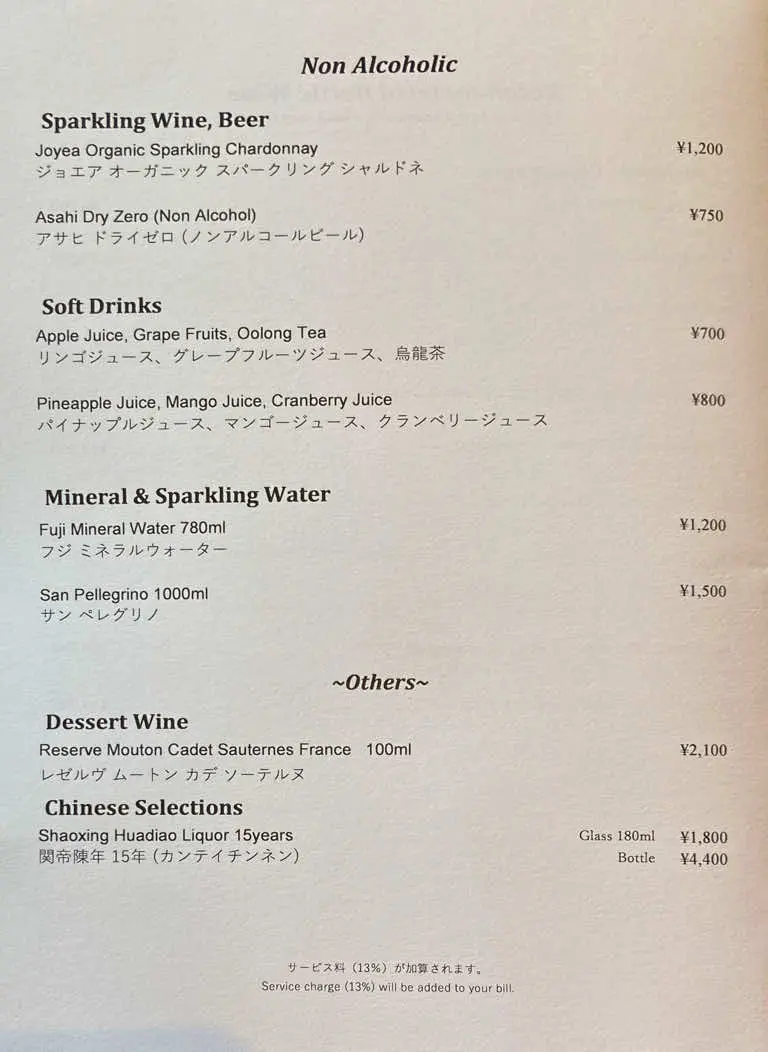 Non Alcoholic
Sparkling Wine, Beer
Joyea Organic Sparkling Chardonnay ¥1,200
ジョエア オーガニック スパークリング シャルドネ
Asahi Dry Zero (Non Alcohol) ¥750
アサヒ ドライゼロ (ノンアルコールビール)
Soft Drinks
Apple Juice, Grape Fruits, Oolong Tea ¥700
リンゴジュース、グレープフルーツジュース、烏龍茶
Pineapple Juice, Mango Juice, Cranberry Juice ¥800
パイナップルジュース、マンゴージュース、クランベリージュース
Mineral & Sparkling Water
Fuji Mineral Water 780ml ¥1,200
フジ ミネラルウォーター
San Pellegrino 1000ml ¥1,500
サン ペレグリノ
~Others~
Dessert Wine
Reserve Mouton Cadet Sauternes France 100ml ¥2,100
レゼルヴ ムートン カデ ソーテルヌ
Chinese Selections
Shaoxing Huadiao Liquor 15years Glass 180ml ¥1,800
関帝陳年 15年 (カンテイチンネン) Bottle ¥4,400
サービス料（13%）が加算されます。
Service charge (13%) will be added to your bill.